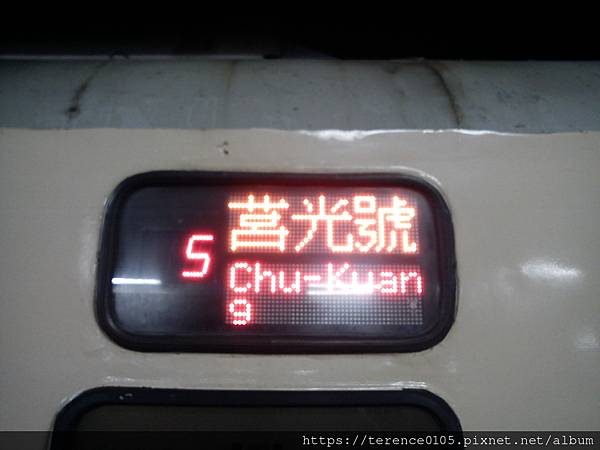 5
莒光號
Chu-Kuan
9
https://terence0105.pixnet.net/album